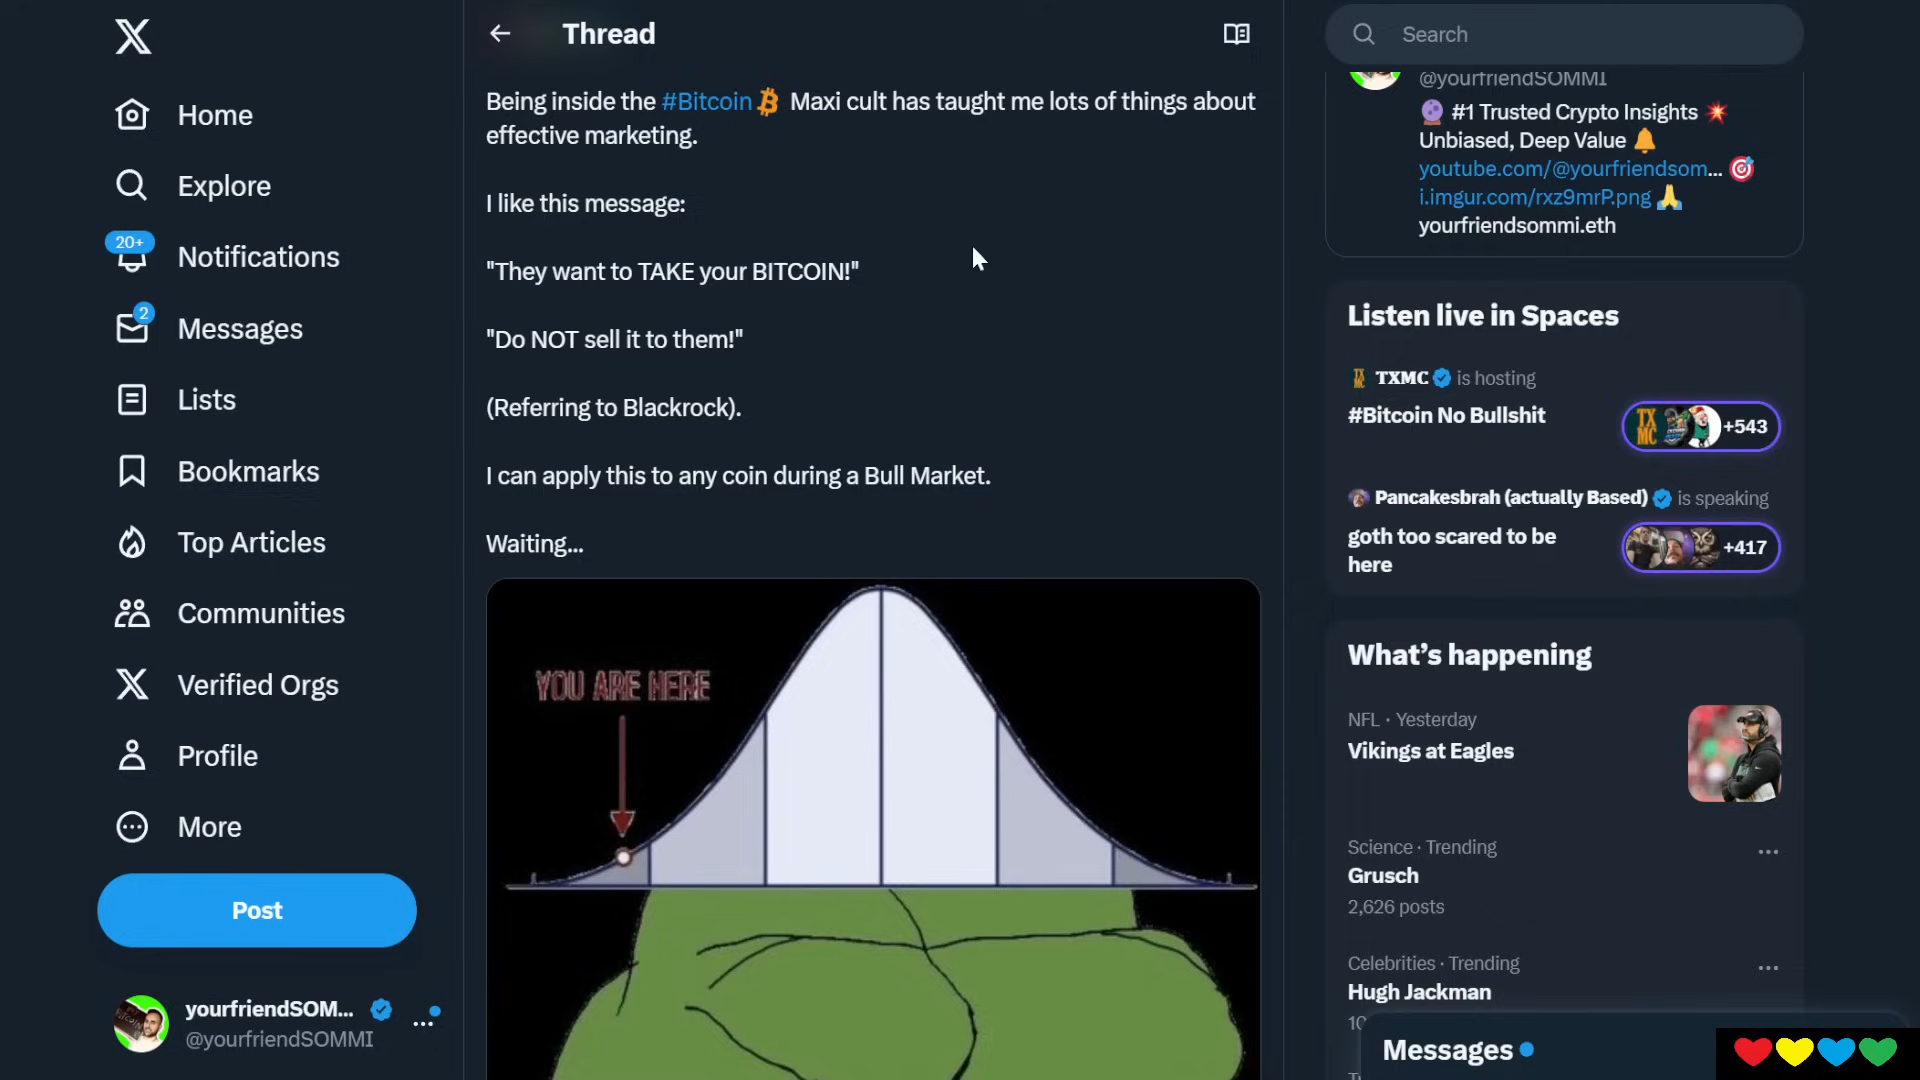 Home
Explore
20+
Notifications
2
Messages
Lists
Bookmarks
Top Articles
Communities
Verified Orgs
Profile
More
Post
yourfriendSOM...
@yourfriendSOMMI
Thread
Being inside the #Bitcoin Maxi cult has taught me lots of things about
effective marketing.
I like this message:
"They want to TAKE your BITCOIN!"
"Do NOT sell it to them!"
(Referring to Blackrock).
I can apply this to any coin during a Bull Market.
Waiting...
YOU ARE HERE
Search
@yourfriendSOMMI
#1 Trusted Crypto Insights
Unbiased, Deep Value
youtube.com/@yourfriendsom...
i.imgur.com/rxz9mrP.png
yourfriendsommi.eth
Listen live in Spaces
TXMC is hosting
#Bitcoin No Bullshit
TX
MC
+543
Pancakesbrah (actually Based) is speaking
goth too scared to be
here
+417
What's happening
NFL · Yesterday
Vikings at Eagles
Science · Trending
Grusch
2,626 posts
Celebrities · Trending
Hugh Jackman
Messages